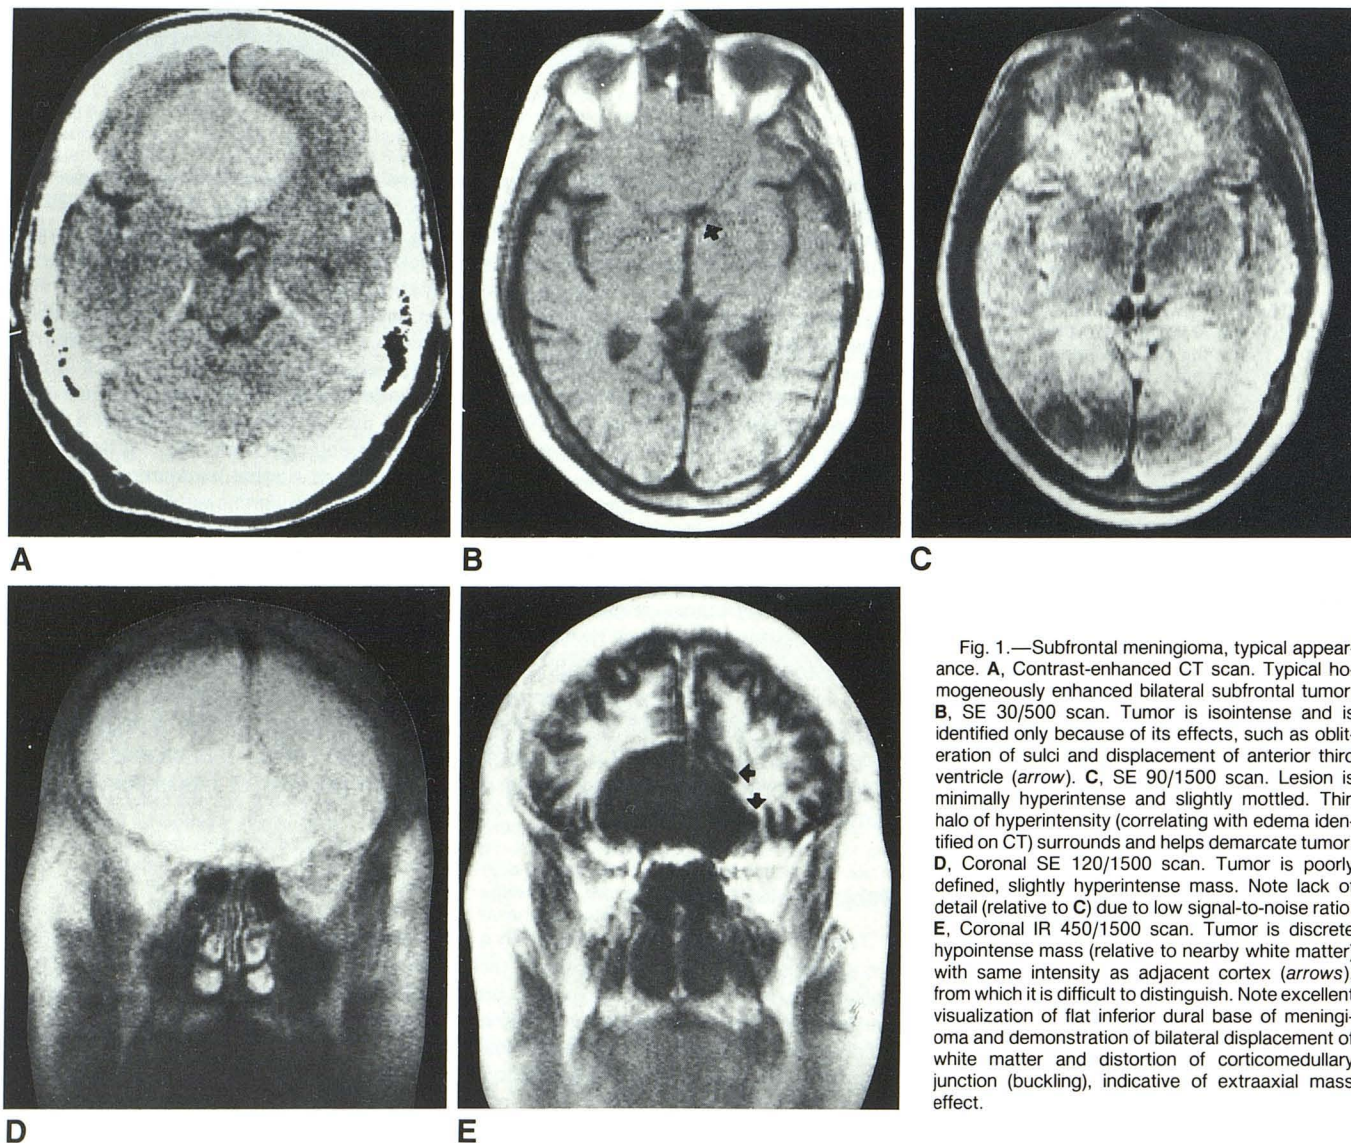 A
B
C
D
E
Fig. 1.—Subfrontal meningioma, typical appear-
ance. A, Contrast-enhanced CT scan. Typical ho-
mogeneously enhanced bilateral subfrontal tumor
B, SE 30/500 scan. Tumor is isointense and is
identified only because of its effects, such as oblit-
eration of sulci and displacement of anterior third
ventricle (arrow). C, SE 90/1500 scan. Lesion is
minimally hyperintense and slightly mottled. Thin
halo of hyperintensity (correlating with edema iden-
tified on CT) surrounds and helps demarcate tumor
D, Coronal SE 120/1500 scan. Tumor is poorly
defined, slightly hyperintense mass. Note lack of
detail (relative to C) due to low signal-to-noise ratio
E, Coronal IR 450/1500 scan. Tumor is discrete
hypointense mass (relative to nearby white matter)
with same intensity as adjacent cortex (arrows),
from which it is difficult to distinguish. Note excellent
visualization of flat inferior dural base of meningi-
oma and demonstration of bilateral displacement of
white matter and distortion of corticomedullary
junction (buckling), indicative of extraaxial mass
effect.